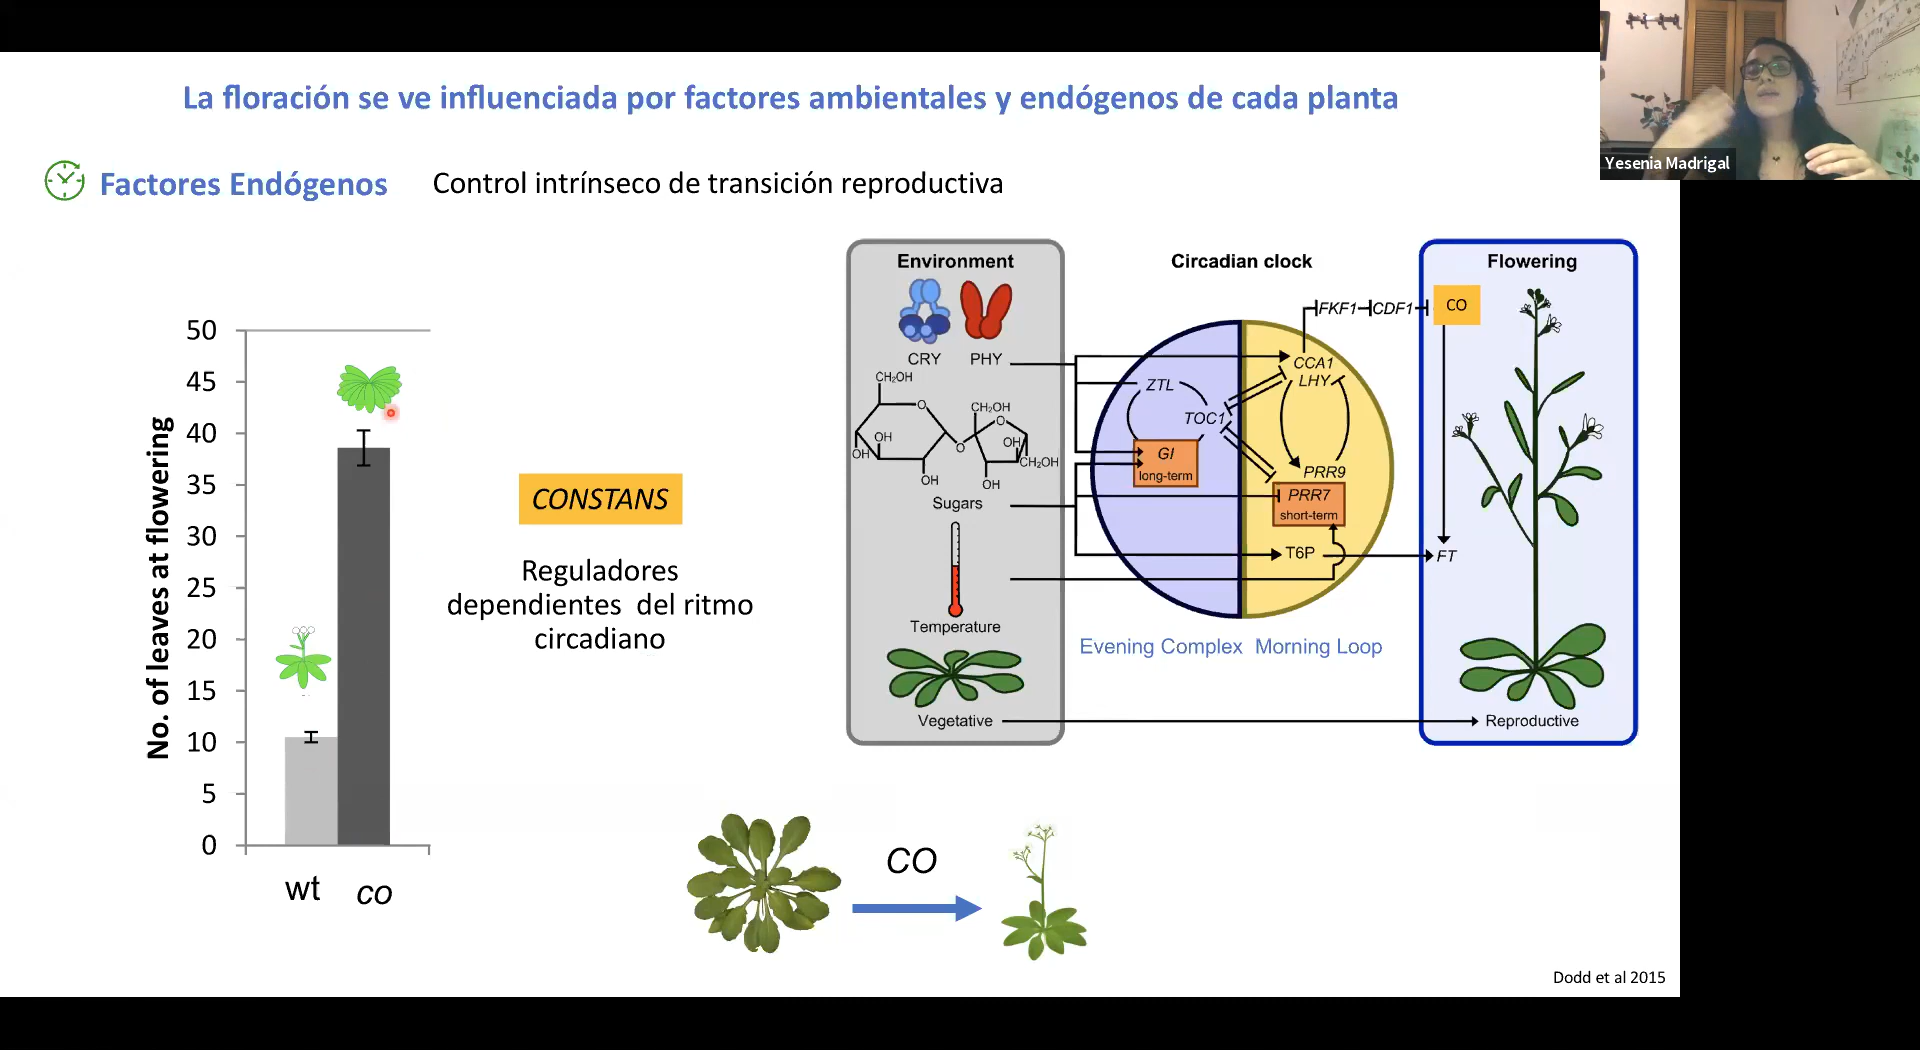 La floración se ve influenciada por factores ambientales y endógenos de cada planta
Yesenia Madrigal
Factores Endógenos
Control intrínseco de transición reproductiva
No. of leaves at flowering
50
45
40
35
30
25
20
15
10
5
0
wt
co
CONSTANS
Reguladores
dependientes del ritmo
circadiano
Environment
CRY
PHY
CH₂OH
O
OH
OH
OH
O
CH₂OH
O
OH
CH₂OH
OH
Sugars
Temperature
Vegetative
Circadian clock
FKF1
CDF1
CCA1
LHY
ZTL
TOC1
GI
long-term
PRR9
PRR7
short-term
T6P
Evening Complex
Morning Loop
Flowering
CO
FT
Reproductive
CO
Dodd et al 2015